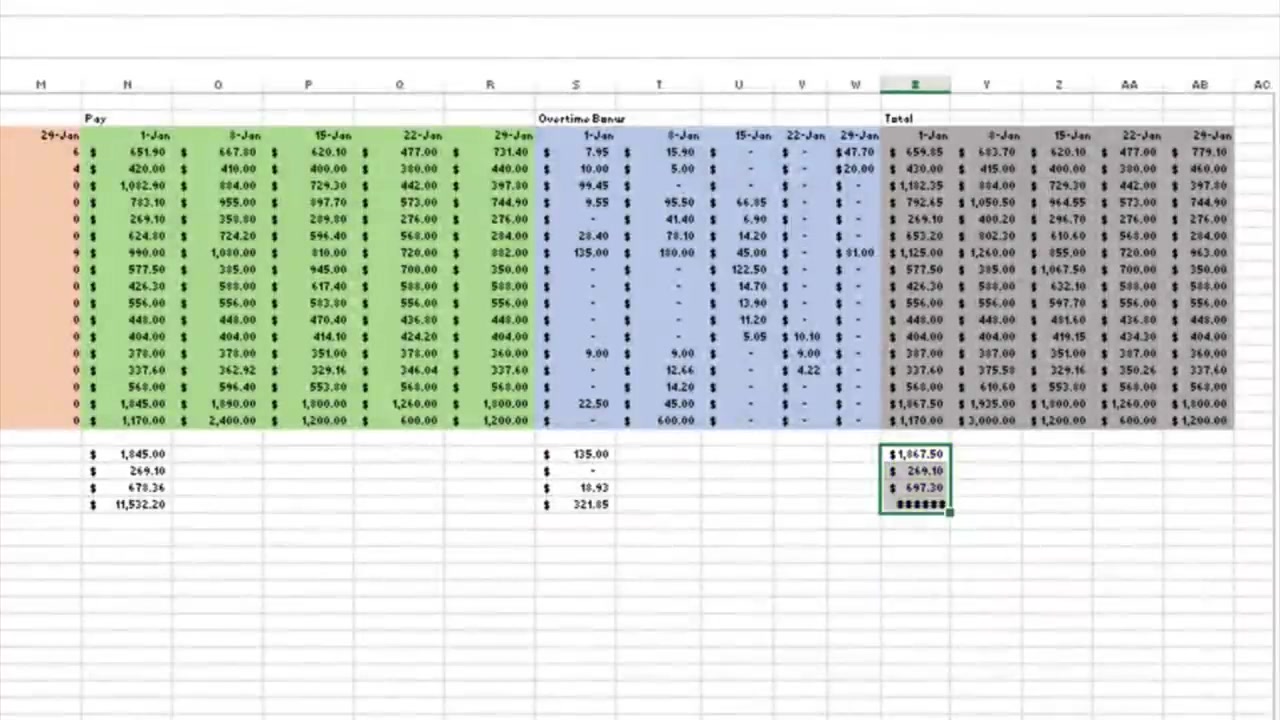 M N O P Q R S T U V W X Y Z AA AB AC
Pay Overtime Bonus Total
29-Jan 1-Jan 8-Jan 15-Jan 22-Jan 29-Jan 1-Jan 8-Jan 15-Jan 22-Jan 29-Jan 1-Jan 8-Jan 15-Jan 22-Jan 29-Jan
6 $ 651.90 $ 667.80 $ 620.10 $ 477.00 $ 731.40 $ 7.95 $ 15.90 $ - $ - $47.70 $ 659.85 $ 683.70 $ 620.10 $ 477.00 $ 779.10
4 $ 420.00 $ 410.00 $ 400.00 $ 380.00 $ 440.00 $ 10.00 $ 5.00 $ - $ - $20.00 $ 430.00 $ 415.00 $ 400.00 $ 380.00 $ 460.00
0 $ 1,082.90 $ 884.00 $ 729.30 $ 442.00 $ 397.80 $ 99.45 $ - $ - $ - $ - $ 1,182.35 $ 884.00 $ 729.30 $ 442.00 $ 397.80
0 $ 783.10 $ 955.00 $ 897.70 $ 573.00 $ 744.90 $ 9.55 $ 95.50 $ 66.85 $ - $ - $ 792.65 $ 1,050.50 $ 964.55 $ 573.00 $ 744.90
0 $ 269.10 $ 358.80 $ 289.80 $ 276.00 $ 276.00 $ - $ 41.40 $ 6.90 $ - $ - $ 269.10 $ 400.20 $ 296.70 $ 276.00 $ 276.00
0 $ 624.80 $ 724.20 $ 596.40 $ 568.00 $ 284.00 $ 28.40 $ 78.10 $ 14.20 $ - $ - $ 653.20 $ 802.30 $ 610.60 $ 568.00 $ 284.00
9 $ 990.00 $ 1,080.00 $ 810.00 $ 720.00 $ 882.00 $ 135.00 $ 180.00 $ 45.00 $ - $ 81.00 $ 1,125.00 $ 1,260.00 $ 855.00 $ 720.00 $ 963.00
0 $ 577.50 $ 385.00 $ 945.00 $ 700.00 $ 350.00 $ - $ - $ 122.50 $ - $ - $ 577.50 $ 385.00 $ 1,067.50 $ 700.00 $ 350.00
0 $ 426.30 $ 588.00 $ 617.40 $ 588.00 $ 588.00 $ - $ - $ 14.70 $ - $ - $ 426.30 $ 588.00 $ 632.10 $ 588.00 $ 588.00
0 $ 556.00 $ 556.00 $ 583.80 $ 556.00 $ 556.00 $ - $ - $ 13.90 $ - $ - $ 556.00 $ 556.00 $ 597.70 $ 556.00 $ 556.00
0 $ 448.00 $ 448.00 $ 470.40 $ 436.80 $ 448.00 $ - $ - $ 11.20 $ - $ - $ 448.00 $ 448.00 $ 481.60 $ 436.80 $ 448.00
0 $ 404.00 $ 404.00 $ 414.10 $ 424.20 $ 404.00 $ - $ - $ 5.05 $ 10.10 $ - $ 404.00 $ 404.00 $ 419.15 $ 434.30 $ 404.00
0 $ 378.00 $ 378.00 $ 351.00 $ 378.00 $ 360.00 $ 9.00 $ 9.00 $ - $ 9.00 $ - $ 387.00 $ 387.00 $ 351.00 $ 387.00 $ 360.00
0 $ 337.60 $ 362.92 $ 329.16 $ 346.04 $ 337.60 $ - $ 12.66 $ - $ 4.22 $ - $ 337.60 $ 375.58 $ 329.16 $ 350.26 $ 337.60
0 $ 568.00 $ 596.40 $ 553.80 $ 568.00 $ 568.00 $ - $ 14.20 $ - $ - $ - $ 568.00 $ 610.60 $ 553.80 $ 568.00 $ 568.00
0 $ 1,845.00 $ 1,890.00 $ 1,800.00 $ 1,260.00 $ 1,800.00 $ 22.50 $ 45.00 $ - $ - $ - $ 1,867.50 $ 1,935.00 $ 1,800.00 $ 1,260.00 $ 1,800.00
0 $ 1,170.00 $ 2,400.00 $ 1,200.00 $ 600.00 $ 1,200.00 $ - $ 600.00 $ - $ - $ - $ 1,170.00 $ 3,000.00 $ 1,200.00 $ 600.00 $ 1,200.00
$ 1,845.00 $ 135.00 $1,867.50
$ 269.10 $ - $ 269.10
$ 678.36 $ 18.93 $ 697.30
$ 11,532.20 $ 321.85 ######